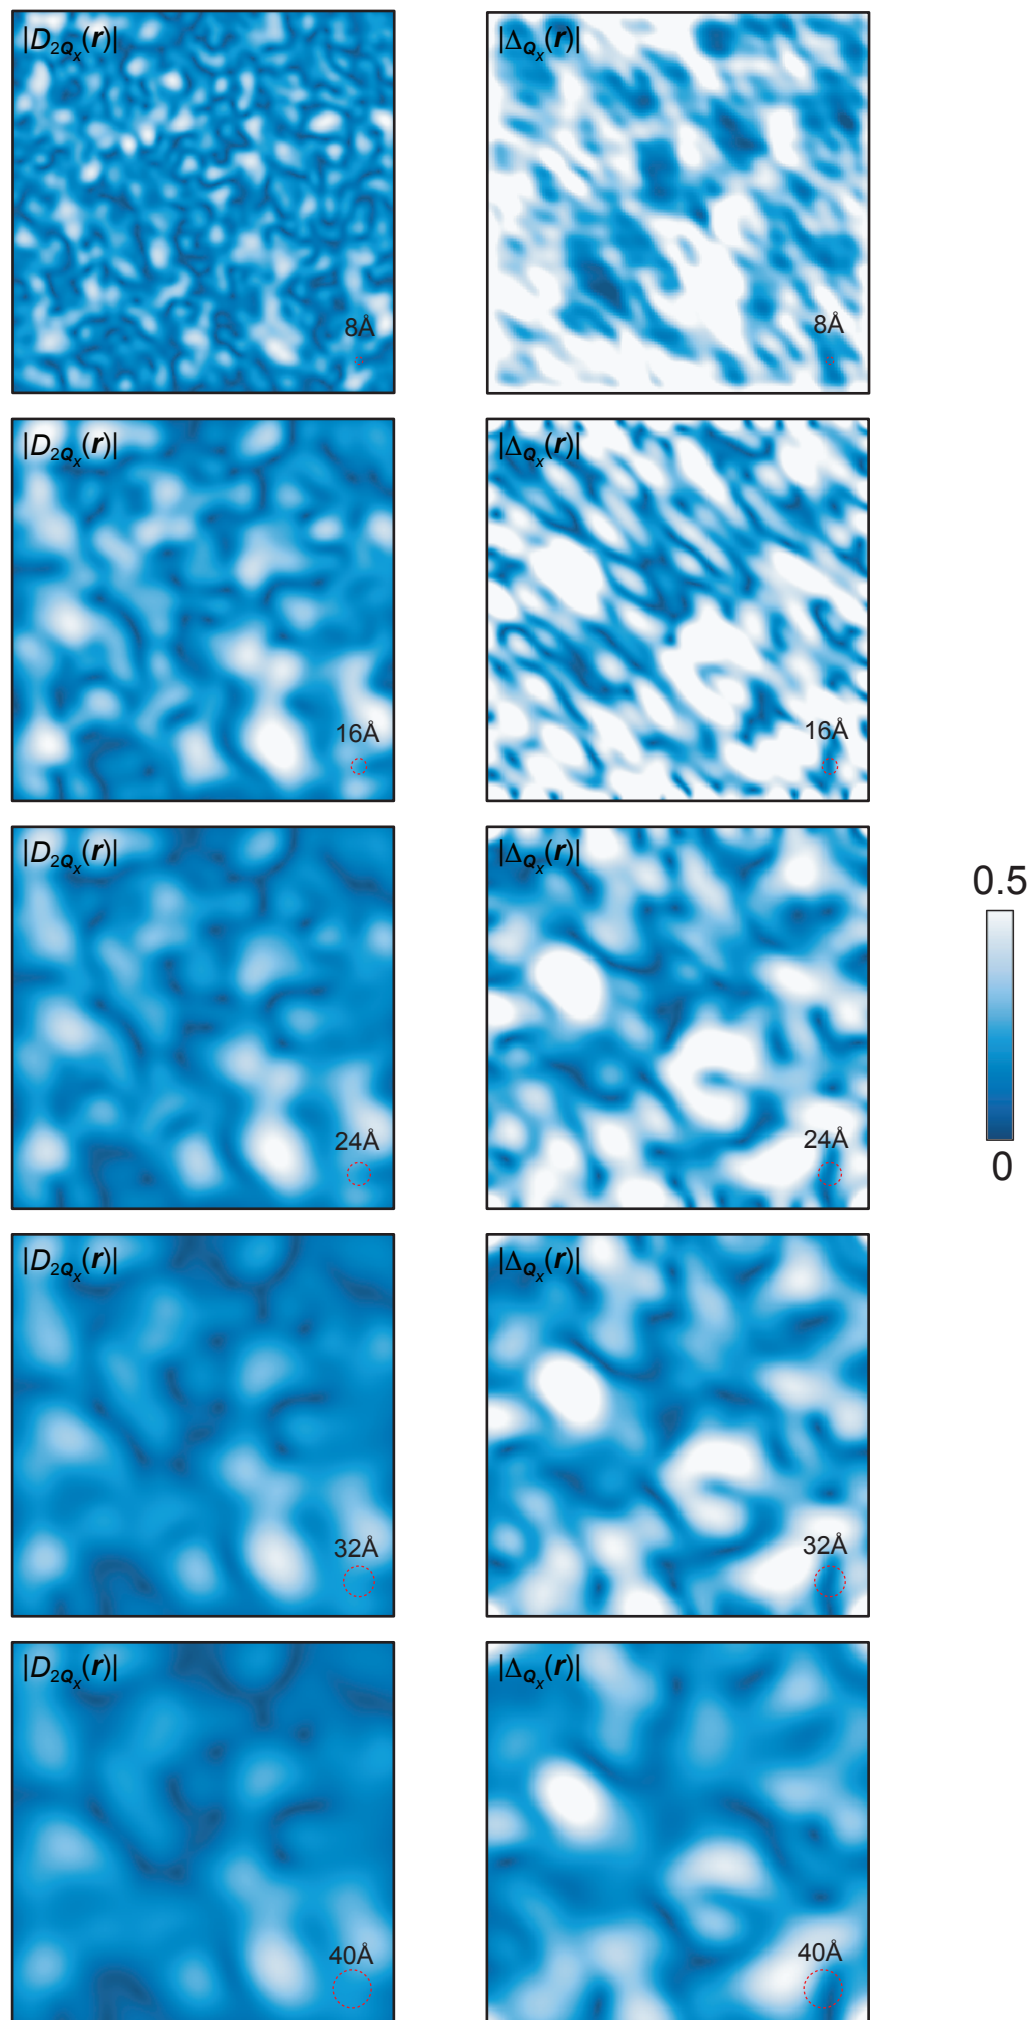 |D₂Qₓ(r)| |ΔQₓ(r)|
8Å 8Å
|D₂Qₓ(r)| |ΔQₓ(r)|
16Å 16Å
|D₂Qₓ(r)| |ΔQₓ(r)|
0.5
24Å 24Å
0
|D₂Qₓ(r)| |ΔQₓ(r)|
32Å 32Å
|D₂Qₓ(r)| |ΔQₓ(r)|
40Å 40Å